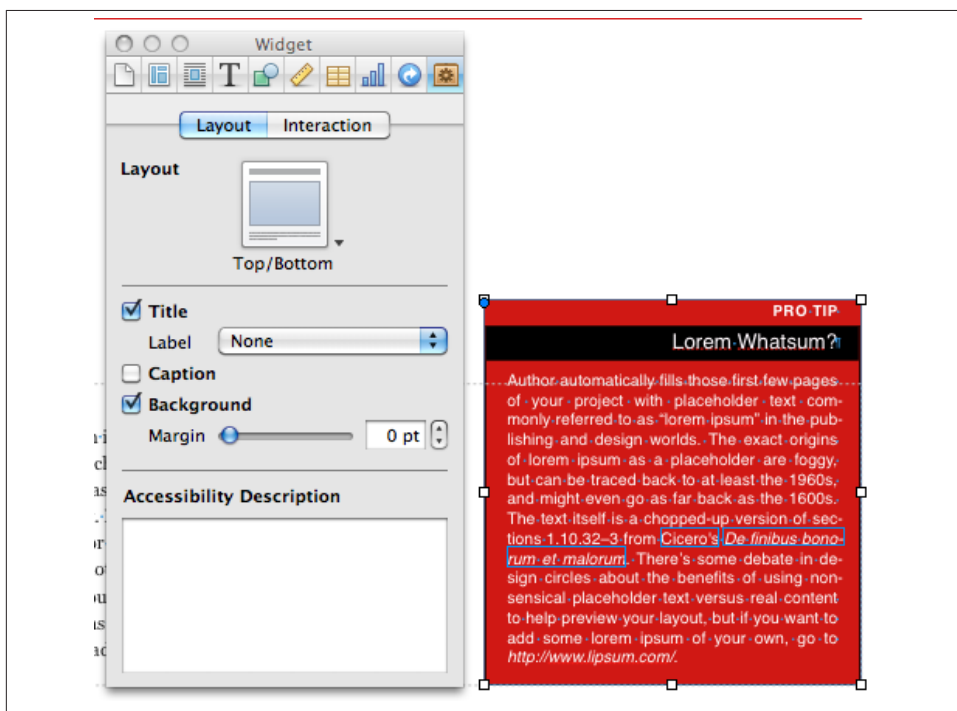 Widget
T
Layout Interaction
Layout
Top/Bottom
Title
Label None
Caption
Background
Margin 0 pt
Accessibility Description
PRO TIP
Lorem Whatsum?
Author automatically fills those first few pages
of your project with placeholder text com-
monly referred to as “lorem ipsum” in the pub-
lishing and design worlds. The exact origins
of lorem ipsum as a placeholder are foggy,
but can be traced back to at least the 1960s,
and might even go as far back as the 1600s.
The text itself is a chopped-up version of sec-
tions 1.10.32–3 from Cicero’s De finibus bono-
rum et malorum. There’s some debate in de-
sign circles about the benefits of using non-
sensical placeholder text versus real content
to help preview your layout, but if you want to
add some lorem ipsum of your own, go to
http://www.lipsum.com/.